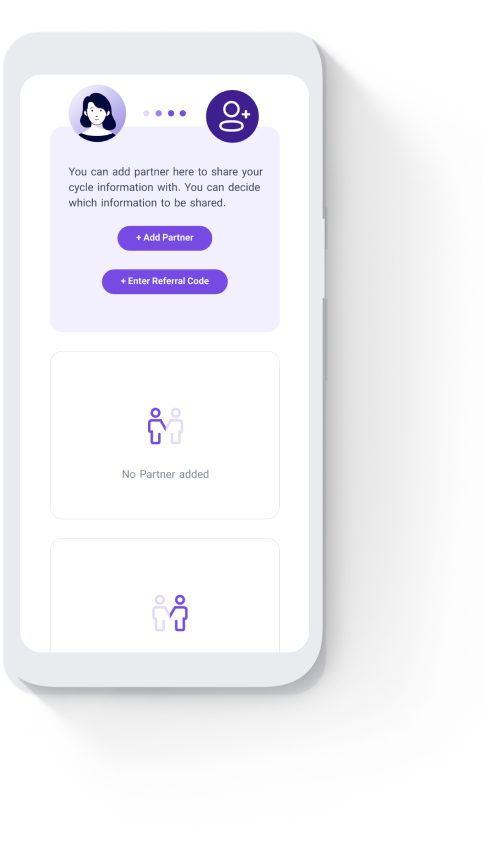 You can add partner here to share your
cycle information with. You can decide
which information to be shared.
+ Add Partner
+ Enter Referral Code
No Partner added